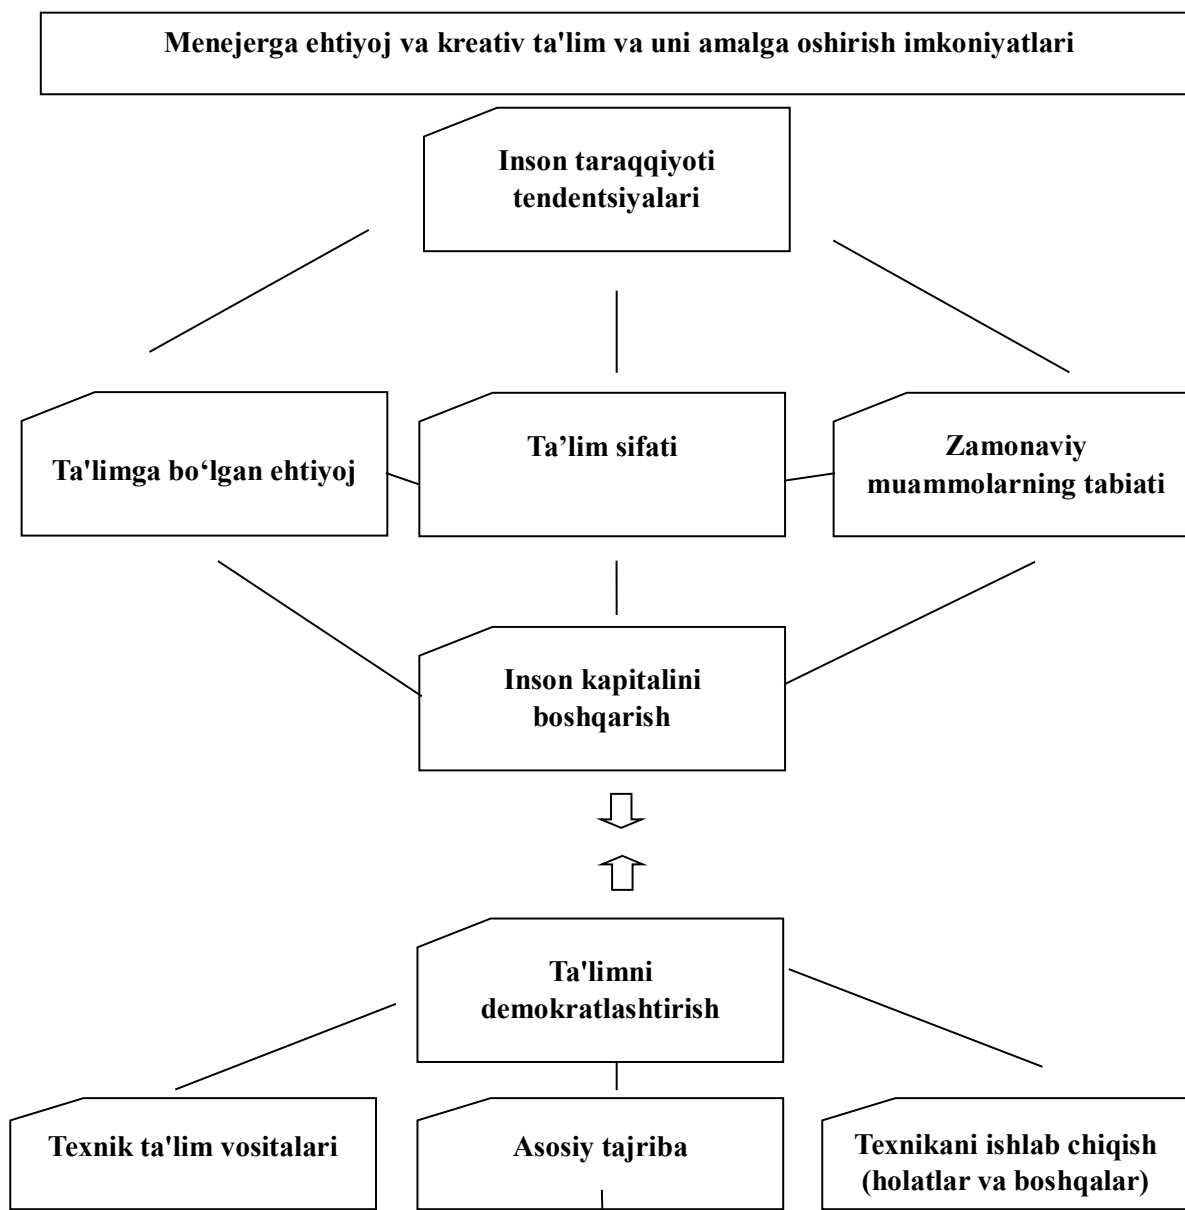 Menejerga ehtiyoj va kreativ ta'lim va uni amalga oshirish imkoniyatlari
Inson taraqqiyoti
tendentsiyalari
Ta'limga bo‘lgan ehtiyoj
Ta’lim sifati
Zamonaviy
muammolarning tabiati
Inson kapitalini
boshqarish
Ta'limni
demokratlashtirish
Texnik ta'lim vositalari
Asosiy tajriba
Texnikani ishlab chiqish
(holatlar va boshqalar)